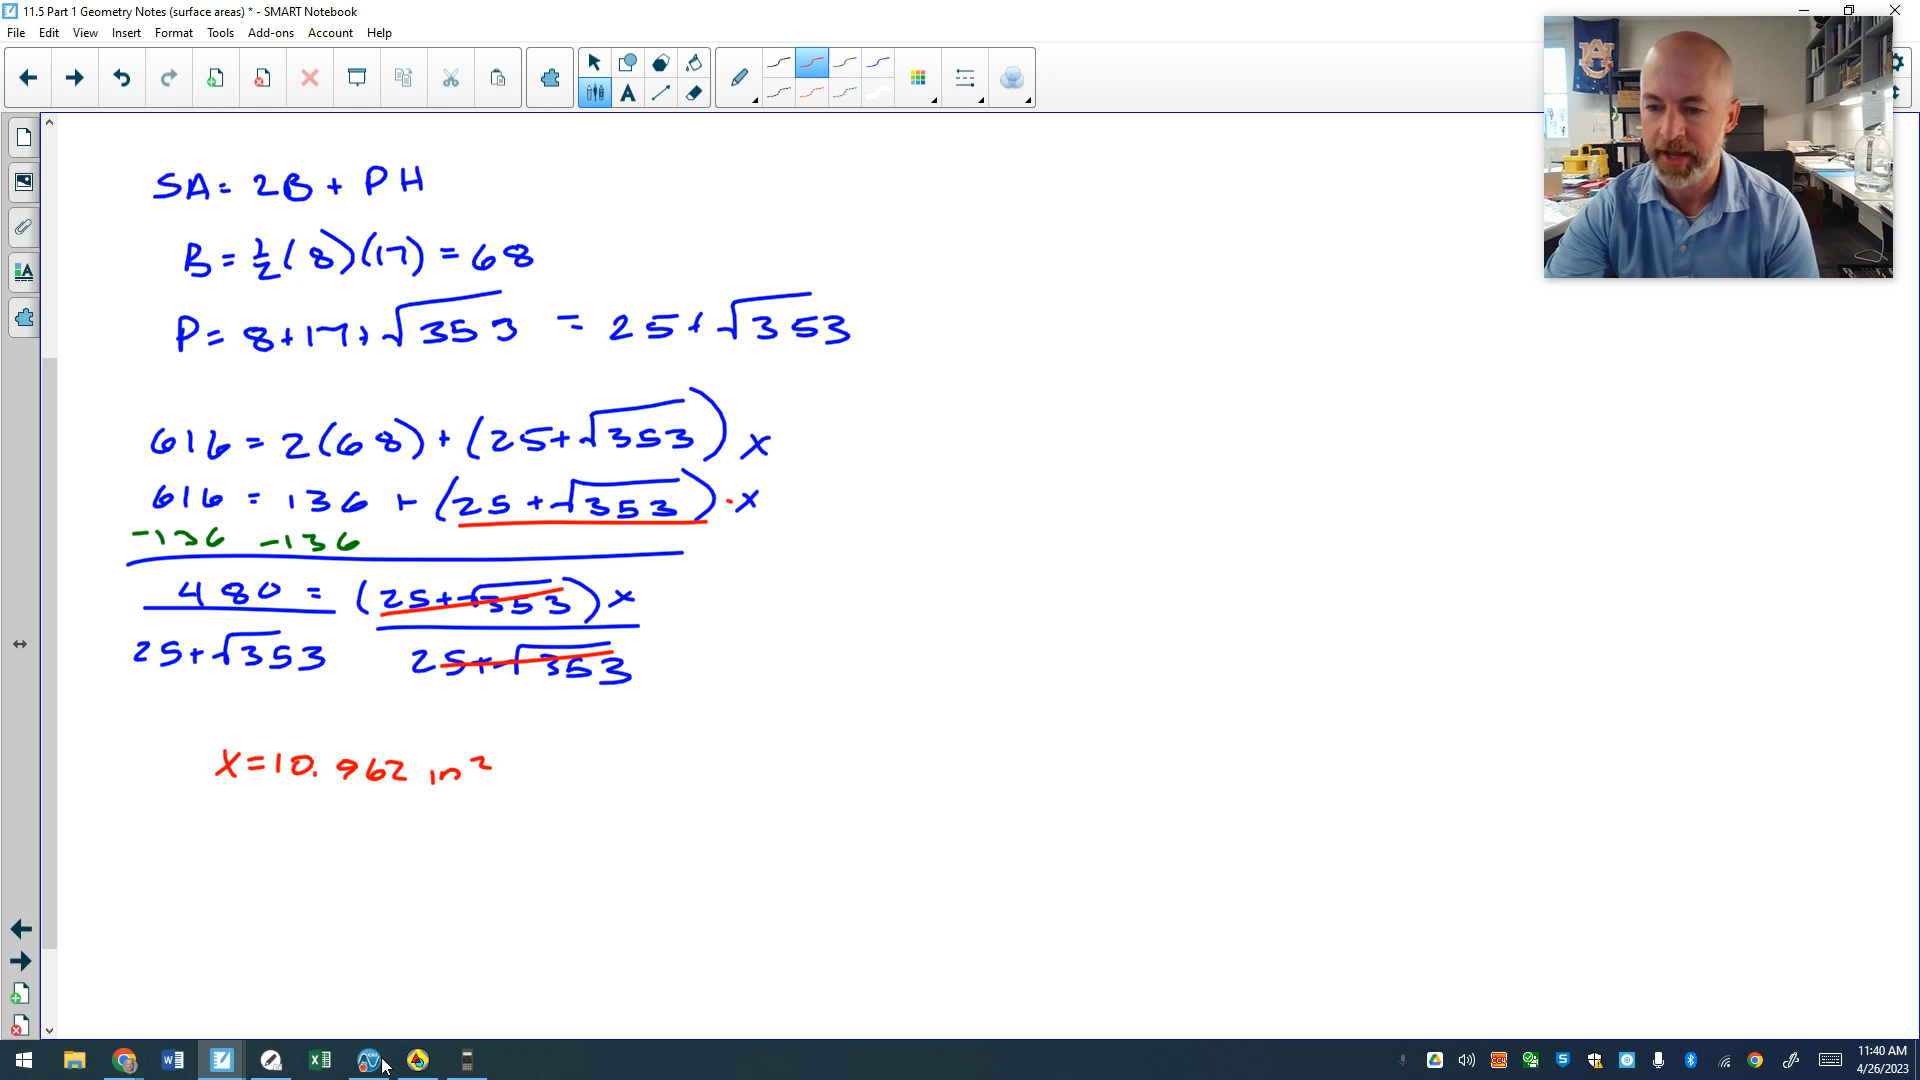 11.5 Part 1 Geometry Notes (surface areas) * - SMART Notebook
File Edit View Insert Format Tools Add-ons Account Help
SA = 2B + PH
B = 1/2 (8)(17) = 68
P = 8+17+√353 = 25+√353
616 = 2(68) + (25+√353) x
616 = 136 + (25+√353)·x
-136 -136
480 = (25+√353) x
25+√353 25+√353
x=10.962 in²
11:40 AM
4/26/2023